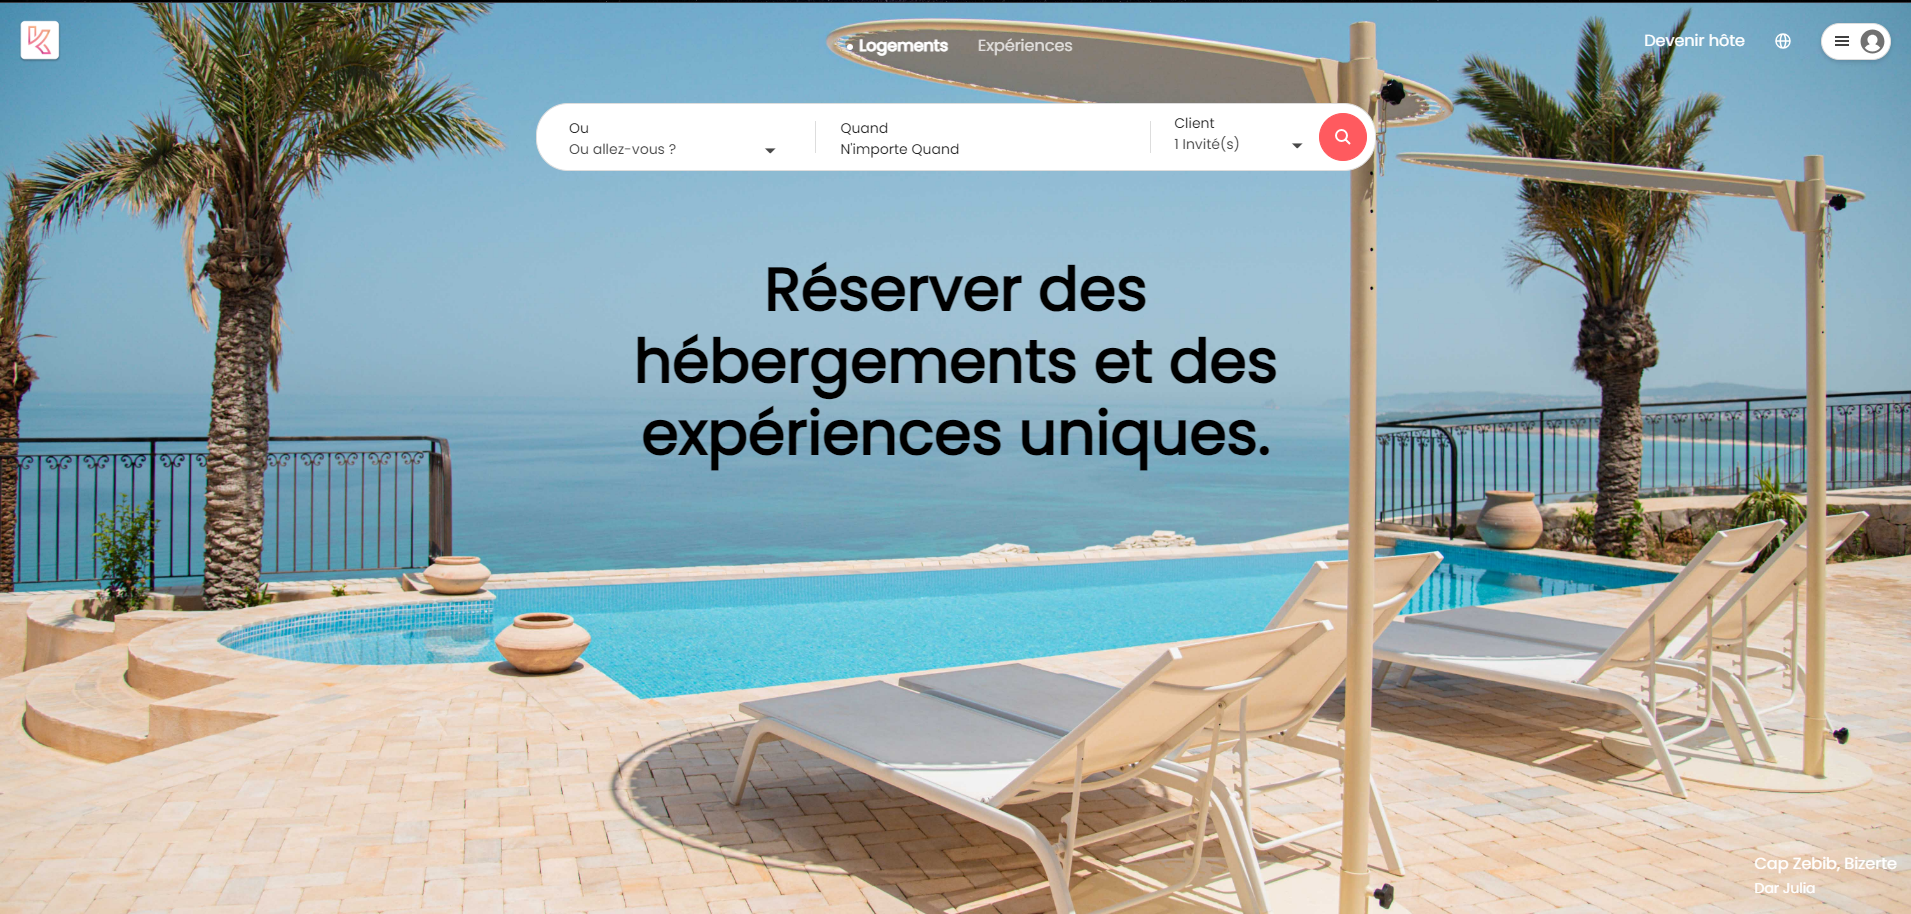 Logements Expériences
Devenir hôte
Ou
Ou allez-vous ?
Quand
N'importe Quand
Client
1 Invité(s)
Réserver des
hébergements et des
expériences uniques.
Cap Zebib, Bizerte
Dar Julia